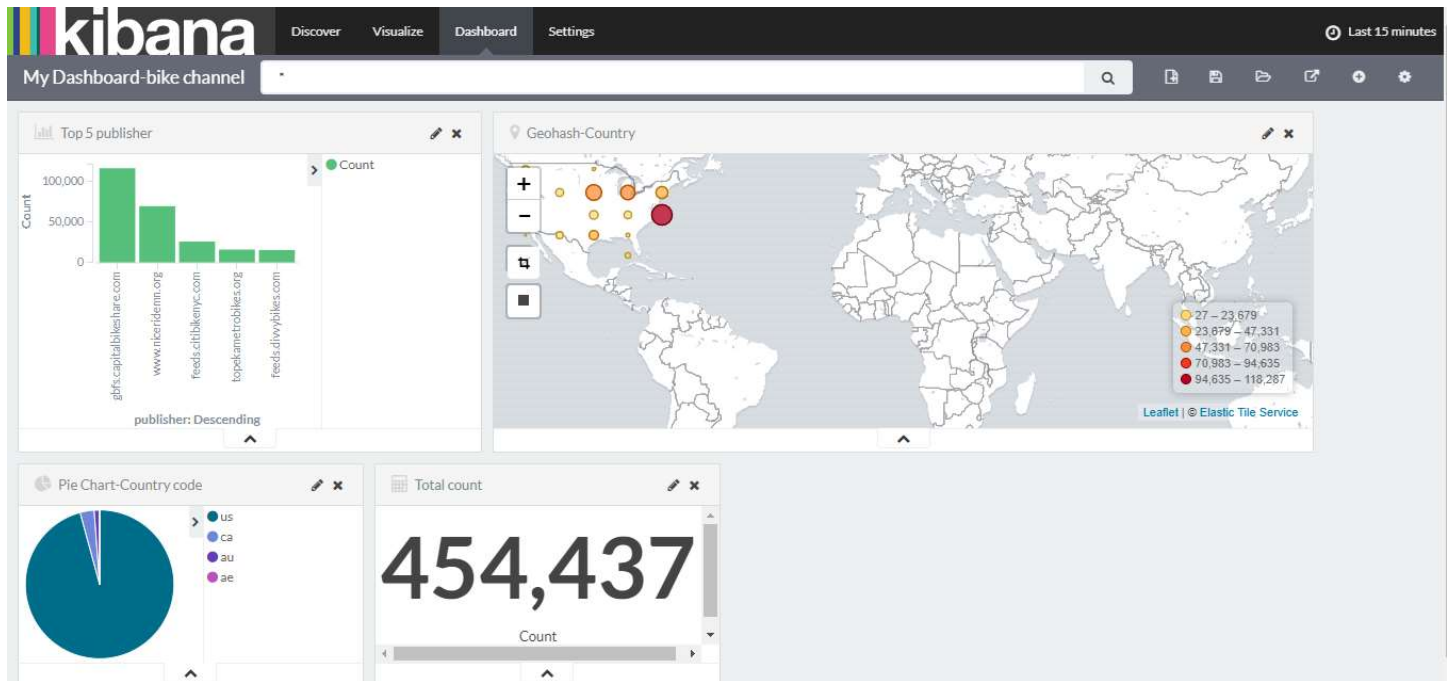 kibana
Discover Visualize Dashboard Settings Last 15 minutes
My Dashboard-bike channel *
Top 5 publisher
Count
100,000
50,000
0
Count
gbfs.capitalbikeshare.com
www.niceridemn.org
feeds.citibikenyc.com
topekametrobikes.org
feeds.divvybikes.com
publisher: Descending
Geohash-Country
+
−
27 – 23,679
23,679 – 47,331
47,331 – 70,983
70,983 – 94,635
94,635 – 118,287
Leaflet | © Elastic Tile Service
Pie Chart-Country code
us
ca
au
ae
Total count
454,437
Count